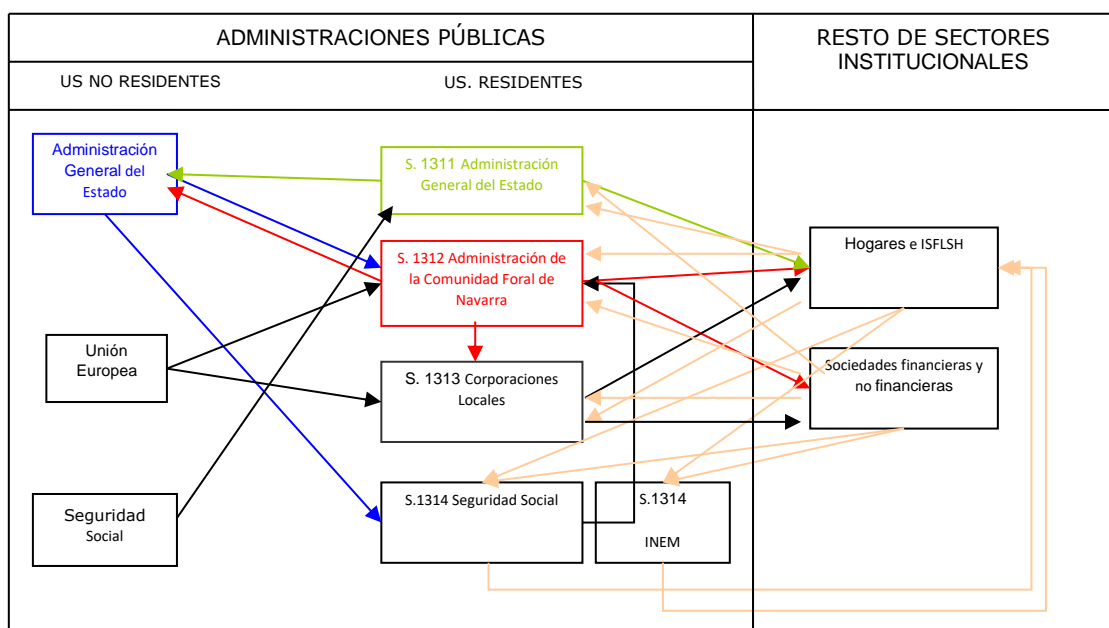 ADMINISTRACIONES PÚBLICAS
RESTO DE SECTORES
INSTITUCIONALES
US NO RESIDENTES
US. RESIDENTES
Administración
General del
Estado
S. 1311 Administración
General del Estado
S. 1312 Administración de
la Comunidad Foral de
Navarra
Hogares e ISFLSH
Unión
Europea
S. 1313 Corporaciones
Locales
Sociedades financieras y
no financieras
Seguridad
Social
S.1314 Seguridad Social
S.1314
INEM